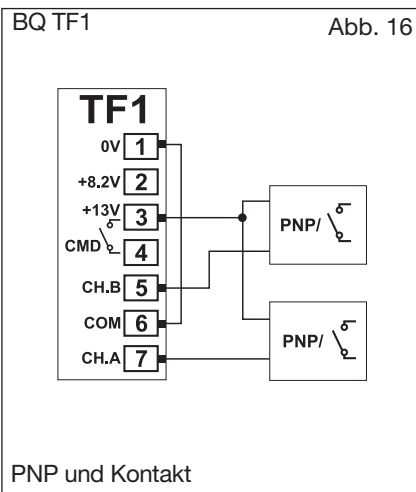 BQ TF1
Abb. 16
TF1
0V 1
+8.2V 2
+13V 3
CMD 4
CH.B 5
COM 6
CH.A 7
PNP/
PNP/
PNP und Kontakt